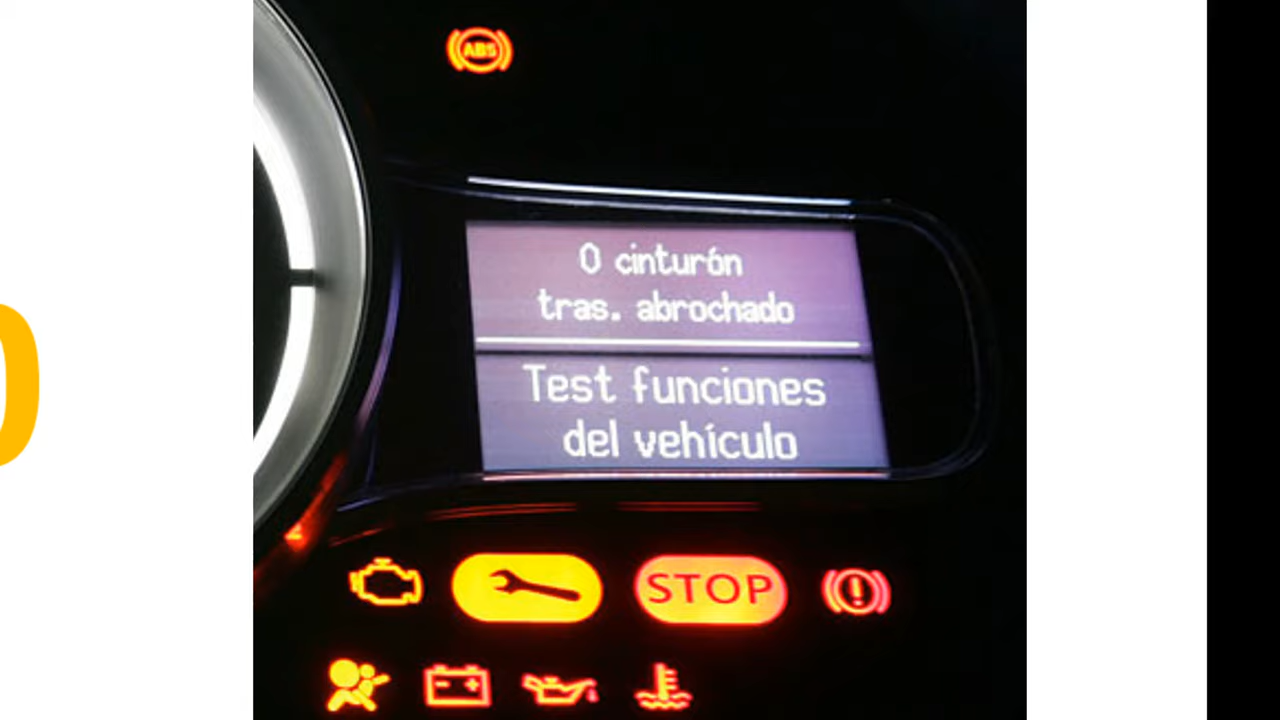 ABS
0 cinturón
tras. abrochado
Test funciones
del vehículo
STOP